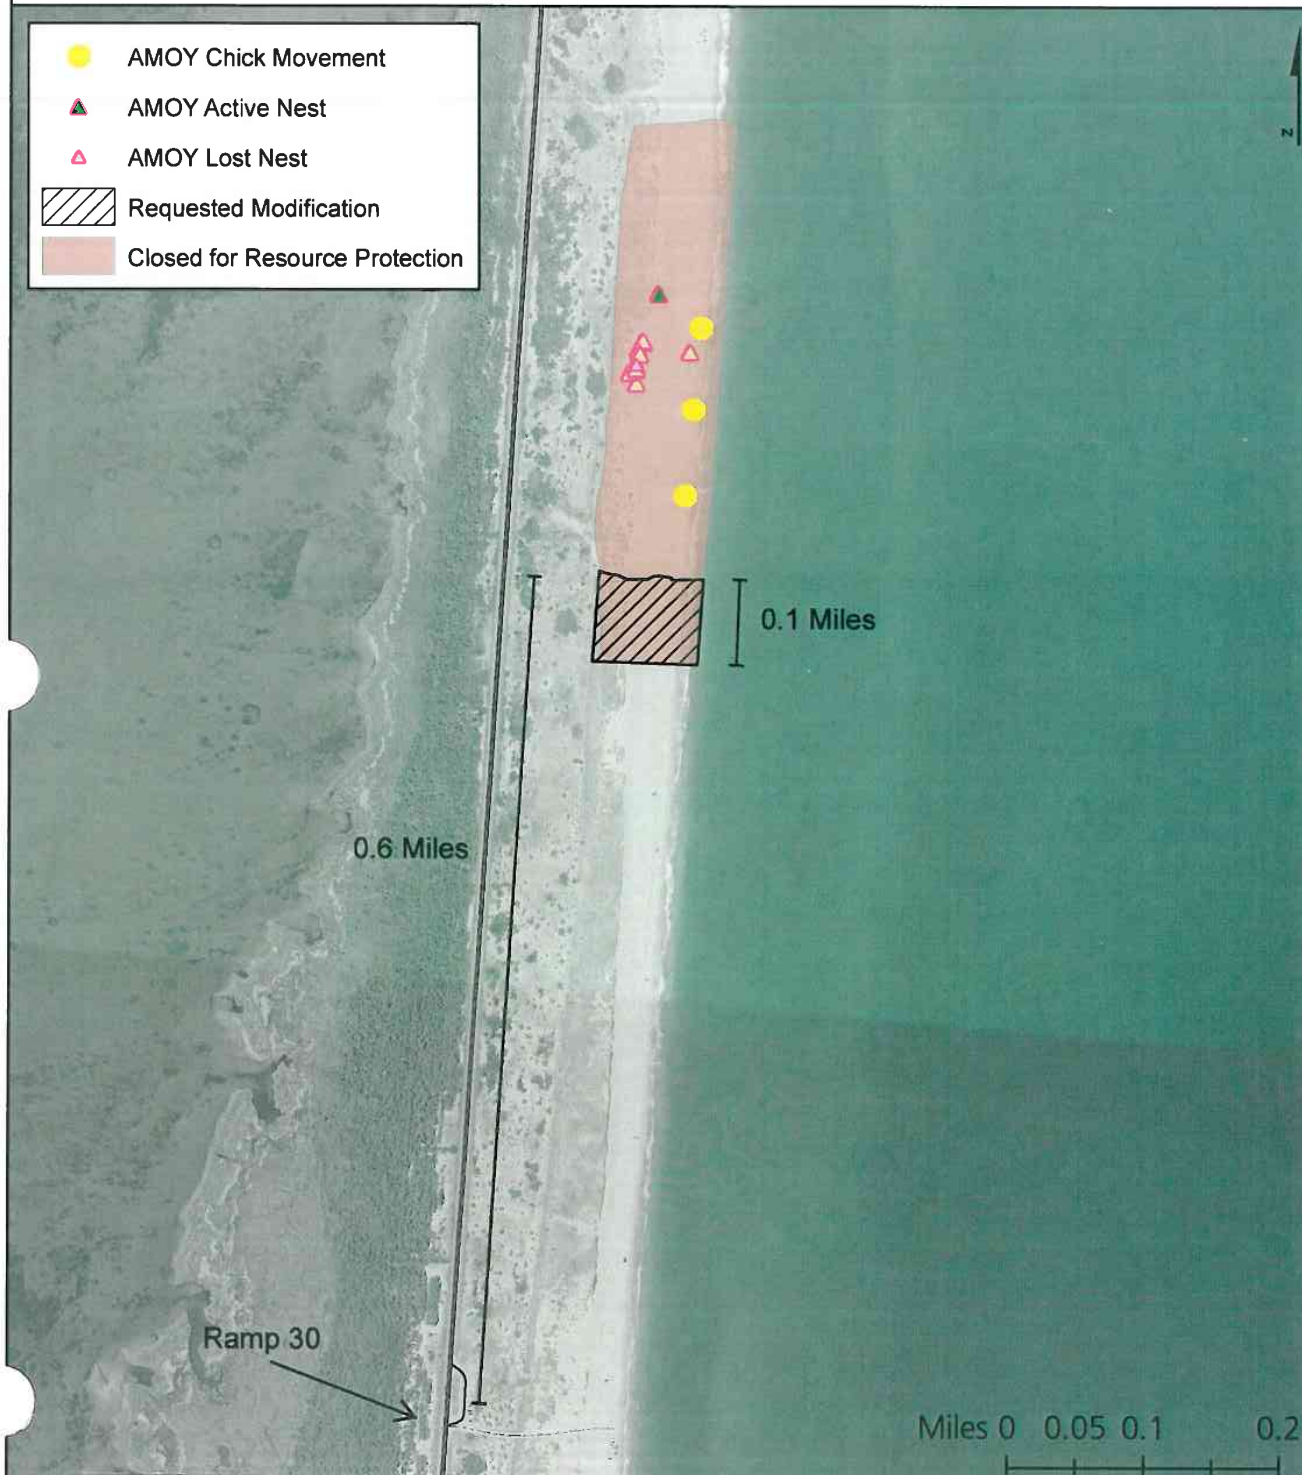 AMOY Chick Movement
AMOY Active Nest
AMOY Lost Nest
Requested Modification
Closed for Resource Protection
N
0.1 Miles
0.6 Miles
Ramp 30
Miles 0 0.05 0.1 0.2